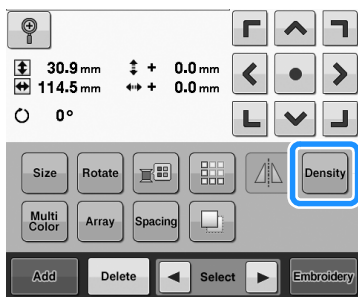 30.9 mm + 0.0 mm
114.5 mm + 0.0 mm
0°
Size Rotate Density
Multi Color Array Spacing
Add Delete Select Embroidery